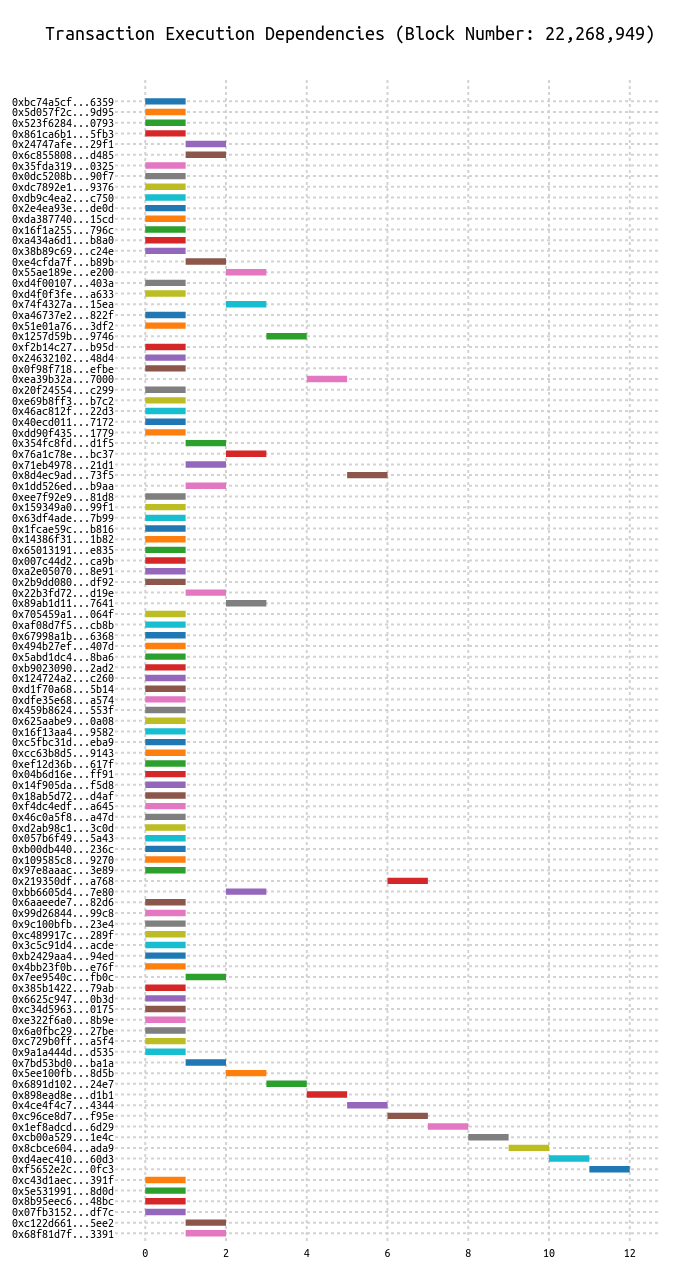 Transaction Execution Dependencies (Block Number: 22,268,949)
0xbc74a5cf...6359
0x5d057f2c...9d95
0x523f6284...0793
0x861ca6b1...5fb3
0x24747afe...29f1
0x6c855808...d485
0x35fda319...0325
0x0dc5208b...90f7
0xdc7892e1...9376
0xdb9c4ea2...c750
0x2e4ea93e...de0d
0xda387740...15cd
0x16f1a255...796c
0xa434a6d1...b8a0
0x38b89c69...c24e
0xe4cfda7f...b89b
0x55ae189e...e200
0xd4f00107...403a
0xd4f0f3fe...a633
0x74f4327a...15ea
0xa46737e2...822f
0x51e01a76...3df2
0x1257d59b...9746
0xf2b14c27...b95d
0x24632102...48d4
0x0f98f718...efbe
0xea39b32a...7000
0x20f24554...c299
0xe69b8ff3...b7c2
0x46ac812f...22d3
0x40ecd011...7172
0xdd90f435...1779
0x354fc8fd...d1f5
0x76a1c78e...bc37
0x71eb4978...21d1
0x8d4ec9ad...73f5
0x1dd526ed...b9aa
0xee7f92e9...81d8
0x159349a0...99f1
0x63df4ade...7b99
0x1fcae59c...b816
0x14386f31...1b82
0x65013191...e835
0x007c44d2...ca9b
0xa2e05070...8e91
0x2b9dd080...df92
0x22b3fd72...d19e
0x89ab1d11...7641
0x705459a1...064f
0xaf08d7f5...cb8b
0x67998a1b...6368
0x494b27ef...407d
0x5abd1dc4...8ba6
0xb9023090...2ad2
0x124724a2...c260
0xd1f70a68...5b14
0xdfe35e68...a574
0x459b8624...553f
0x625aabe9...0a08
0x16f13aa4...9582
0xc5fbc31d...eba9
0xcc63b8d5...9143
0xef12d36b...617f
0x04b6d16e...ff91
0x14f905da...f5d8
0x18ab5d72...d4af
0xf4dc4edf...a645
0x46c0a5f8...a47d
0xd2ab98c1...3c0d
0x057b6f49...5a43
0xb00db440...236c
0x109585c8...9270
0x97e8aaac...3e89
0x219350df...a768
0xbb6605d4...7e80
0x6aaeede7...82d6
0x99d26844...99c8
0x9c100bfb...23e4
0xc489917c...289f
0x3c5c91d4...acde
0xb2429aa4...94ed
0x4bb23f0b...e76f
0x7ee9540c...fb0c
0x385b1422...79ab
0x6625c947...0b3d
0xc34d5963...0175
0xe322f6a0...8b9e
0x6a0fbc29...27be
0xc729b0ff...a5f4
0x9a1a444d...d535
0x7bd53bd0...ba1a
0x5ee100fb...8d5b
0x6891d102...24e7
0x898ead8e...d1b1
0x4ce4f4c7...4344
0xc96ce8d7...f95e
0x1ef8adcd...6d29
0xcb00a529...1e4c
0x8cbce604...ada9
0xd4aec410...60d3
0xf5652e2c...0fc3
0xc43d1aec...391f
0x5e531991...8d0d
0x8b95eec6...48bc
0x07fb3152...df7c
0xc122d661...5ee2
0x68f81d7f...3391
0 2 4 6 8 10 12